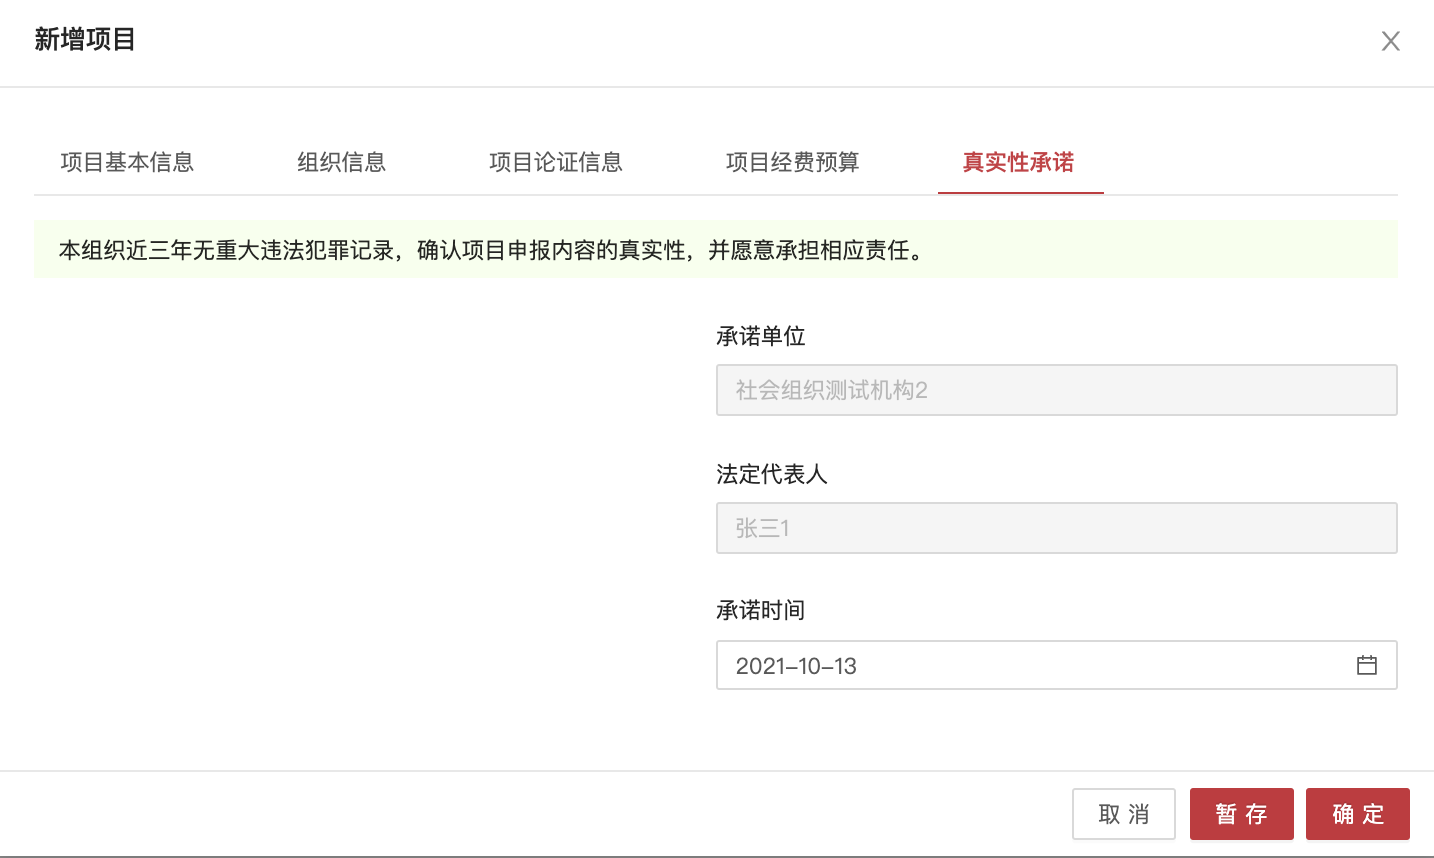 新增项目
项目基本信息 组织信息 项目论证信息 项目经费预算 真实性承诺
本组织近三年无重大违法犯罪记录，确认项目申报内容的真实性，并愿意承担相应责任。
承诺单位
社会组织测试机构2
法定代表人
张三1
承诺时间
2021-10-13
取 消 暂 存 确 定